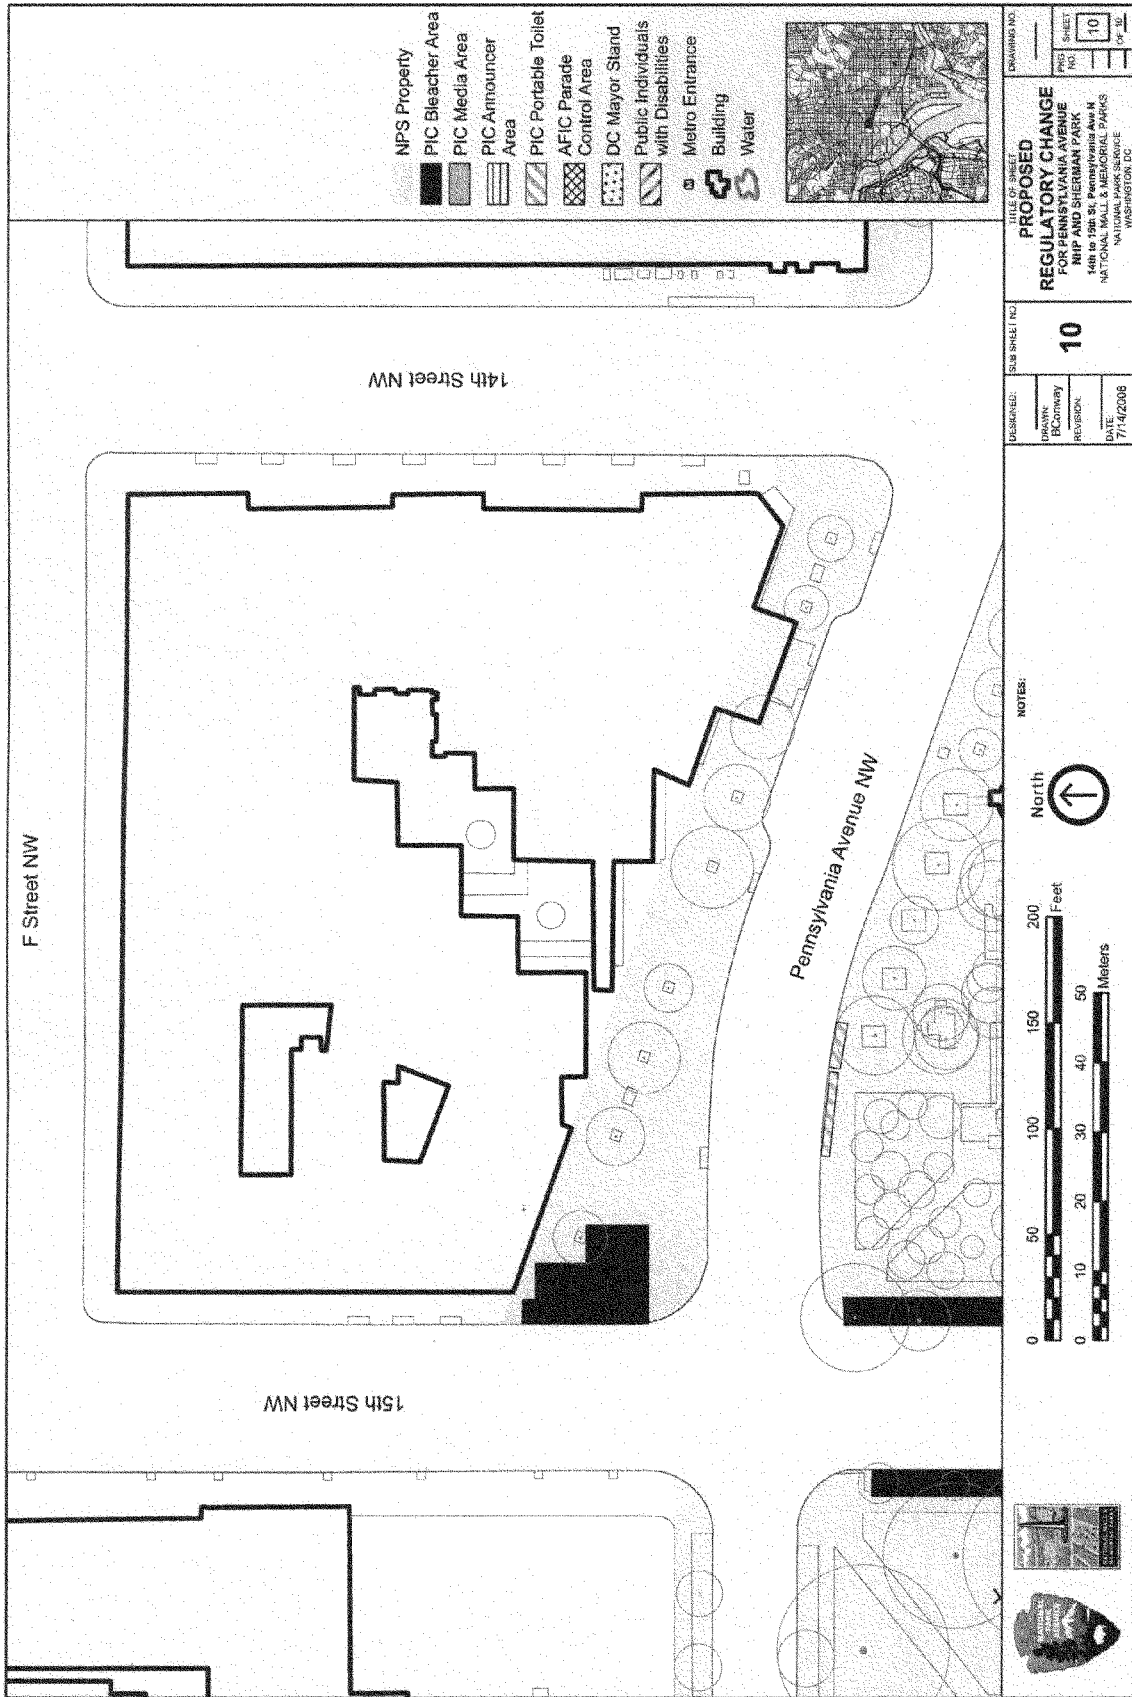 F Street NW
14th Street NW
15th Street NW
Pennsylvania Avenue NW
NPS Property
PIC Bleacher Area
PIC Media Area
PIC Announcer
Area
PIC Portable Toilet
AFIC Parade
Control Area
DC Mayor Stand
Public Individuals
with Disabilities
Metro Entrance
Building
Water
0 50 100 150 200
Feet
0 10 20 30 40 50
Meters
North
NOTES:
DESIGNED:
DRAWN:
BConway
REVISION:
DATE:
7/14/2008
SUB SHEET NO.
10
TITLE OF SHEET
PROPOSED
REGULATORY CHANGE
FOR PENNSYLVANIA AVENUE
NHP AND SHERMAN PARK
14th to 15th St, Pennsylvania Ave N
NATIONAL MALL & MEMORIAL PARKS
NATIONAL PARK SERVICE
WASHINGTON, DC
DRAWING NO.
PKG
NO.
SHEET
10
OF 10